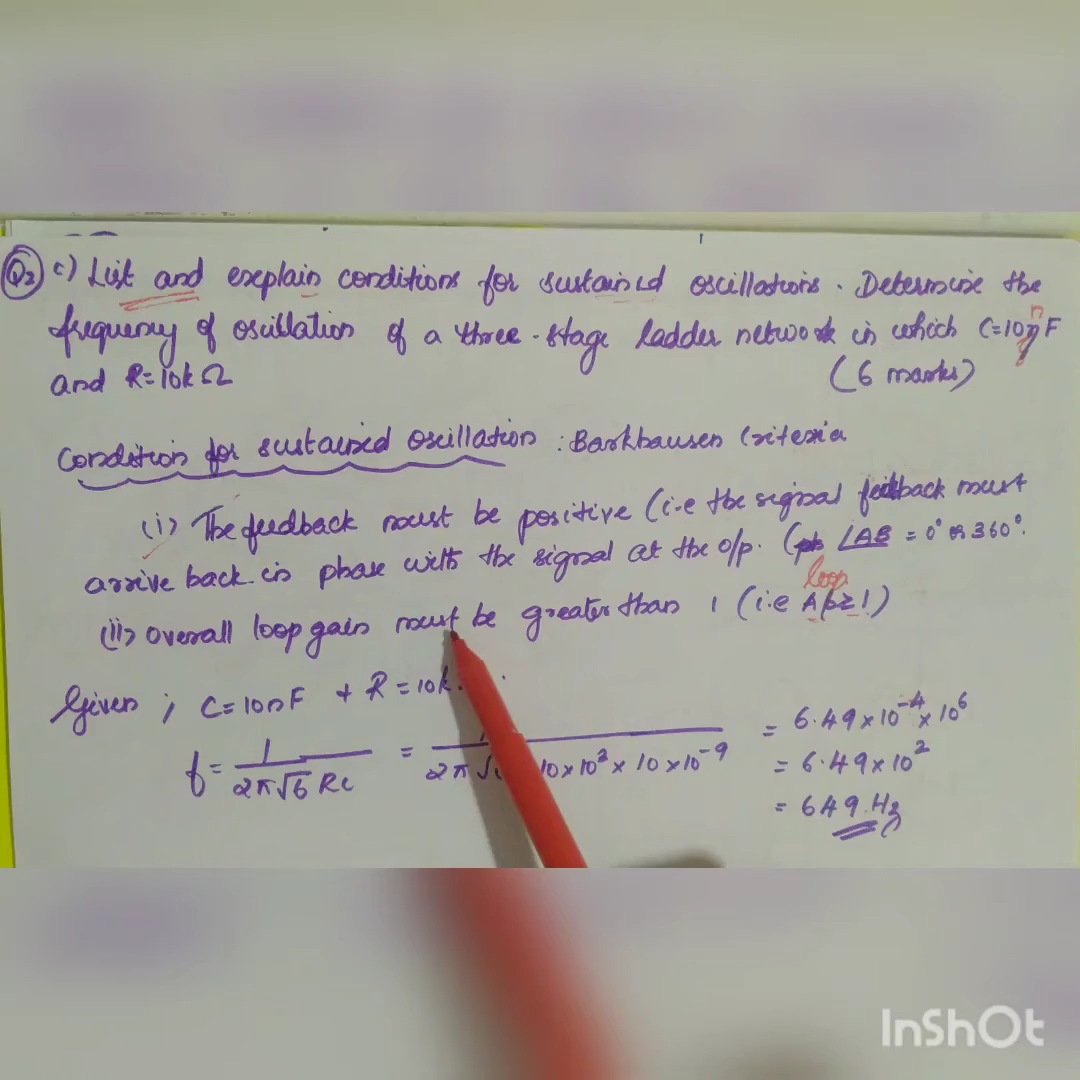 Q2 c) List and explain conditions for sustained oscillations. Determine the
frequency of oscillation of a three-stage ladder network in which C=10nF
and R=10kΩ (6 marks)
Condition for sustained oscillation : Barkhausen Criteria
(i) The feedback must be positive (i.e the signal feedback must
arrive back in phase with the signal at the o/p. ( ∠AB = 0° or 360°.
loop
(ii) Overall loop gain must be greater than 1 (i.e Aβ≥1)
Given ; C=10nF + R=10k
f = 1 / 2π√6 RC = 1 / 2π√ 10×10³ × 10×10⁻⁹ = 6.49×10⁻⁴ × 10⁶
= 6.49×10²
= 649.Hz
InShOt